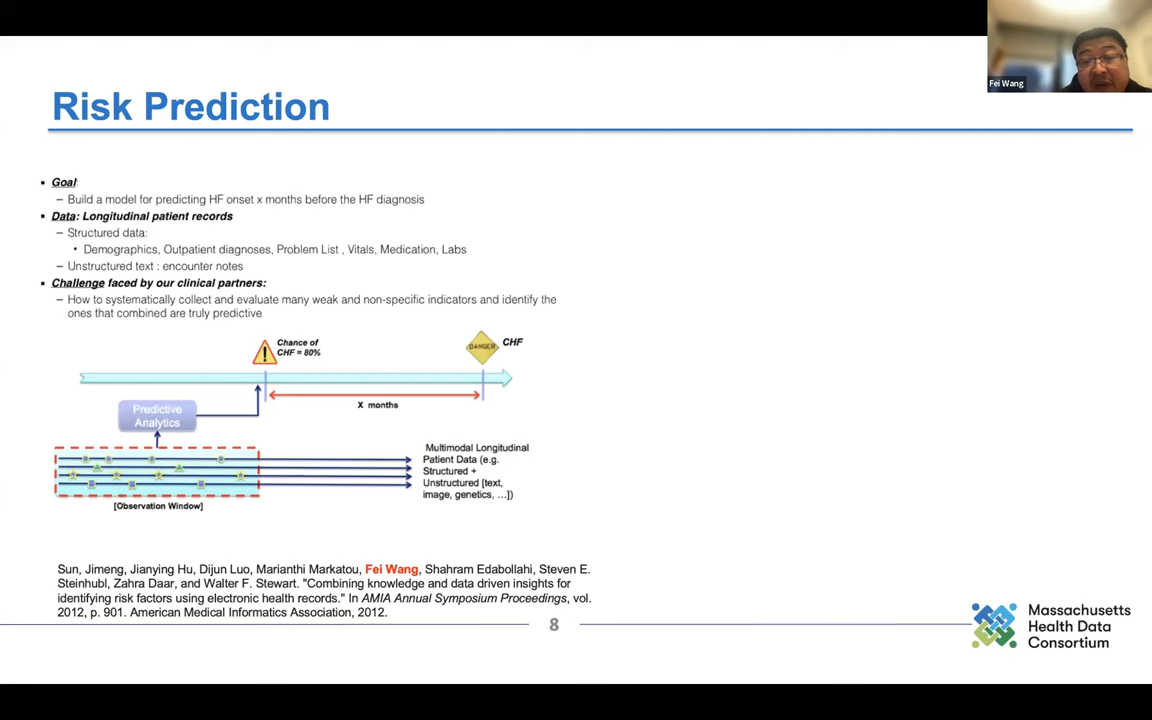 Fei Wang
Risk Prediction
▪ Goal:
– Build a model for predicting HF onset x months before the HF diagnosis
▪ Data: Longitudinal patient records
– Structured data:
• Demographics, Outpatient diagnoses, Problem List , Vitals, Medication, Labs
– Unstructured text : encounter notes
▪ Challenge faced by our clinical partners:
– How to systematically collect and evaluate many weak and non-specific indicators and identify the
ones that combined are truly predictive
Chance of
CHF = 80%
DANGER
CHF
X months
Predictive
Analytics
Multimodal Longitudinal
Patient Data (e.g.
Structured +
Unstructured [text,
image, genetics, ...])
[Observation Window]
Sun, Jimeng, Jianying Hu, Dijun Luo, Marianthi Markatou, Fei Wang, Shahram Edabollahi, Steven E.
Steinhubl, Zahra Daar, and Walter F. Stewart. "Combining knowledge and data driven insights for
identifying risk factors using electronic health records." In AMIA Annual Symposium Proceedings, vol.
2012, p. 901. American Medical Informatics Association, 2012.
8
Massachusetts
Health Data
Consortium